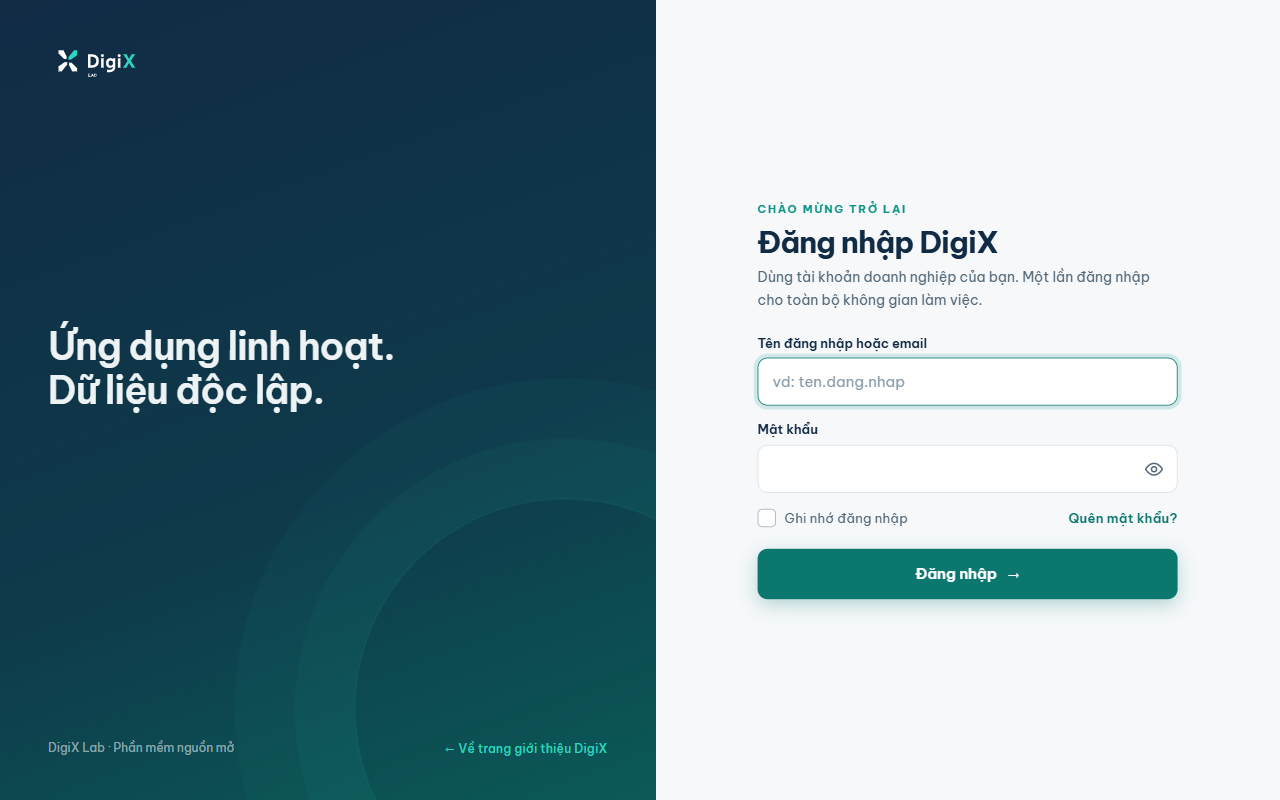 DigiX
LAB
Ứng dụng linh hoạt.
Dữ liệu độc lập.
DigiX Lab · Phần mềm nguồn mở
← Về trang giới thiệu DigiX
CHÀO MỪNG TRỞ LẠI
Đăng nhập DigiX
Dùng tài khoản doanh nghiệp của bạn. Một lần đăng nhập
cho toàn bộ không gian làm việc.
Tên đăng nhập hoặc email
vd: ten.dang.nhap
Mật khẩu
Ghi nhớ đăng nhập
Quên mật khẩu?
Đăng nhập →